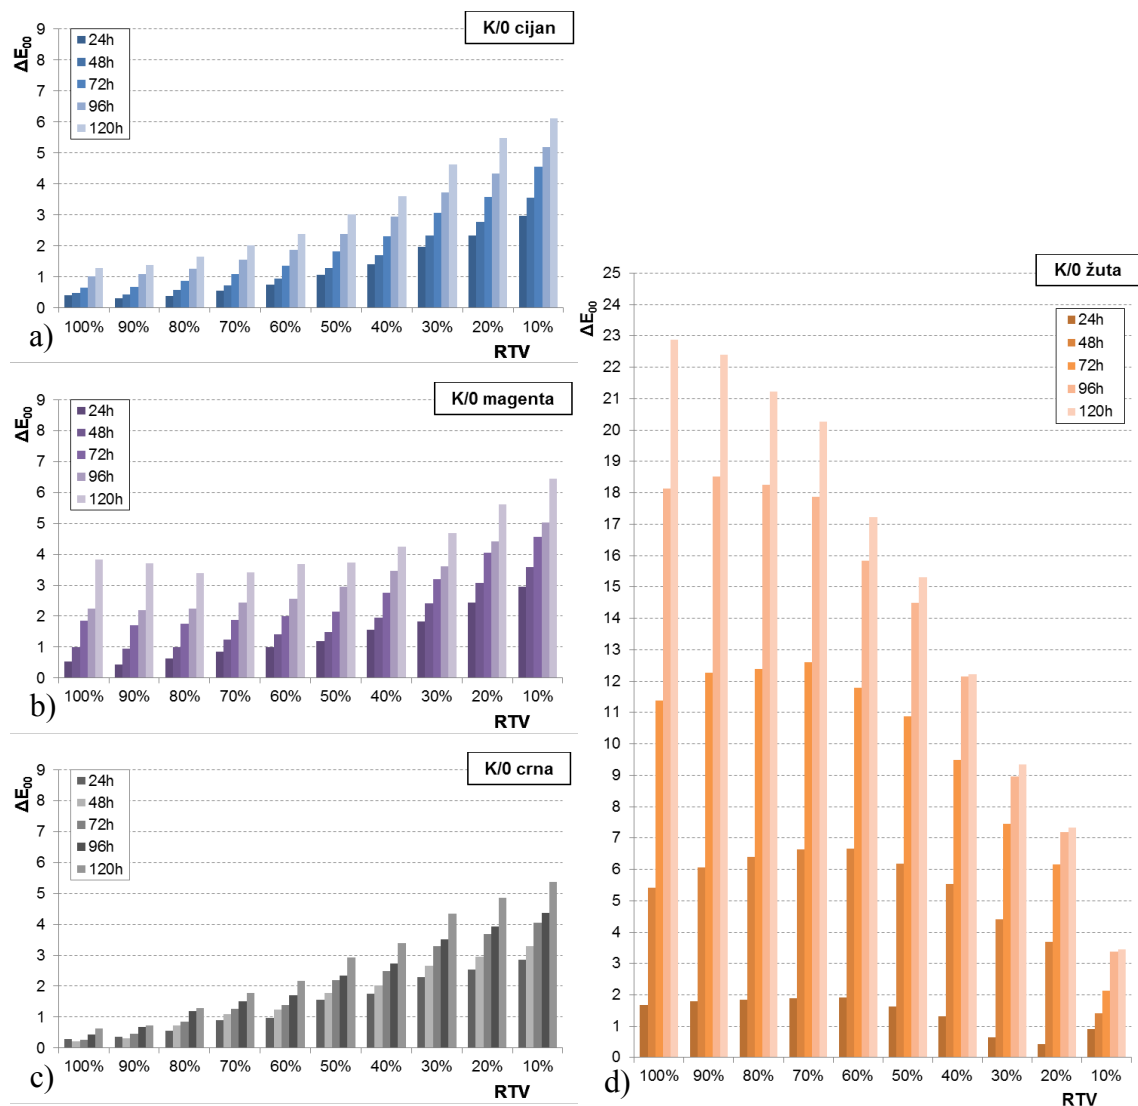 K/0 cijan
ΔE00
9
8
7
6
5
4
3
2
1
0
24h
48h
72h
96h
120h
100% 90% 80% 70% 60% 50% 40% 30% 20% 10%
a)
RTV
K/0 magenta
ΔE00
9
8
7
6
5
4
3
2
1
0
24h
48h
72h
96h
120h
100% 90% 80% 70% 60% 50% 40% 30% 20% 10%
b)
RTV
K/0 crna
ΔE00
9
8
7
6
5
4
3
2
1
0
24h
48h
72h
96h
120h
100% 90% 80% 70% 60% 50% 40% 30% 20% 10%
c)
RTV
K/0 žuta
ΔE00
25
24
23
22
21
20
19
18
17
16
15
14
13
12
11
10
9
8
7
6
5
4
3
2
1
0
24h
48h
72h
96h
120h
100% 90% 80% 70% 60% 50% 40% 30% 20% 10%
d)
RTV